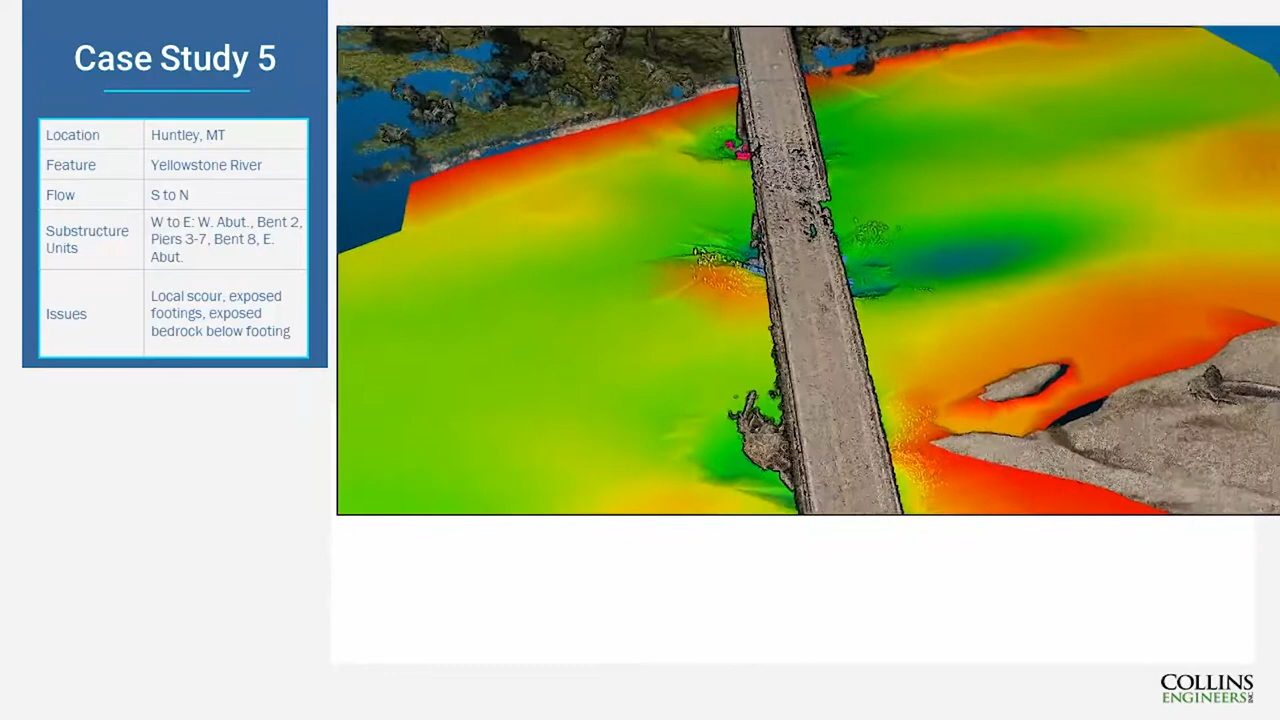 Case Study 5
Location
Huntley, MT
Feature
Yellowstone River
Flow
S to N
Substructure
Units
W to E: W. Abut., Bent 2,
Piers 3-7, Bent 8, E.
Abut.
Issues
Local scour, exposed
footings, exposed
bedrock below footing
COLLINS
ENGINEERS INC